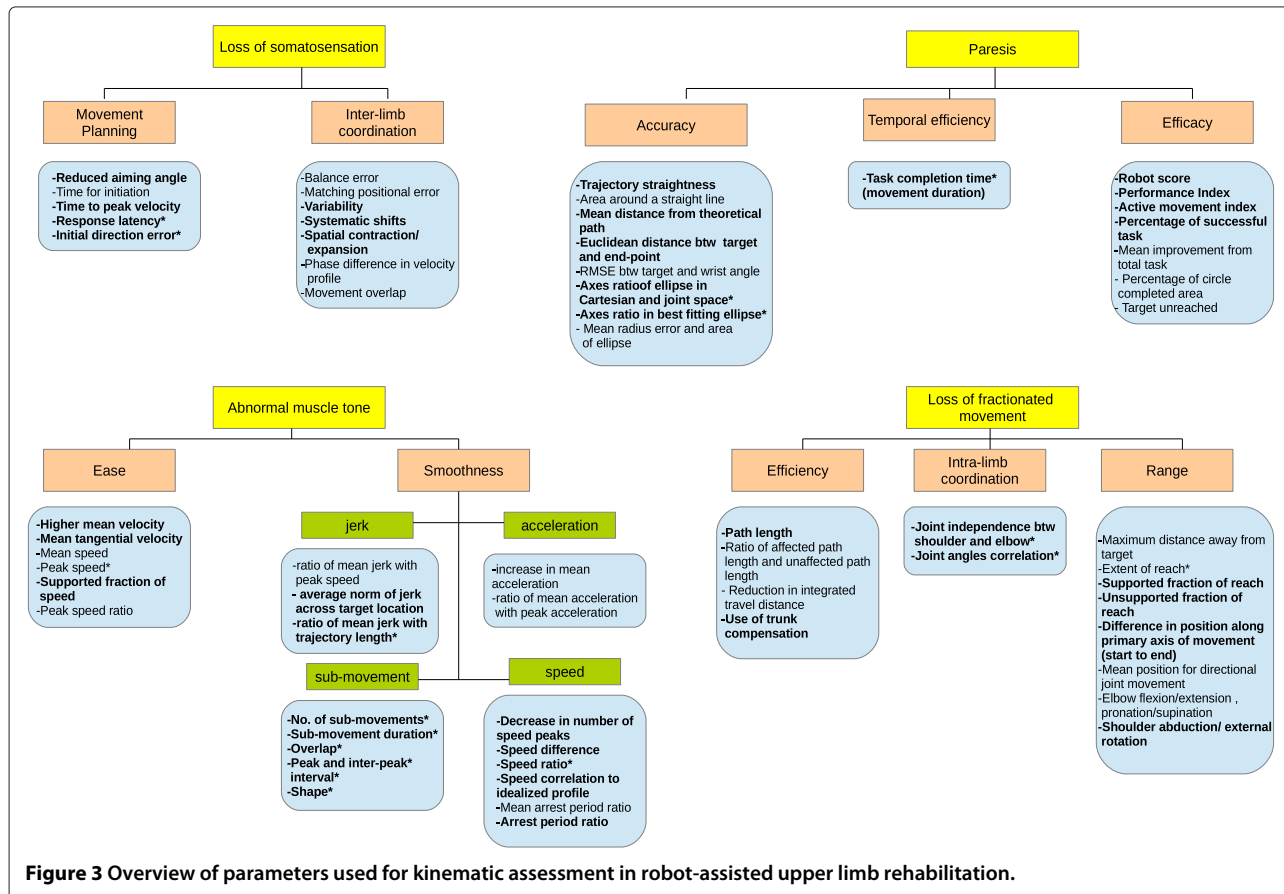 Loss of somatosensation
Movement
Planning
-Reduced aiming angle
-Time for initiation
-Time to peak velocity
-Response latency*
-Initial direction error*
Inter-limb
coordination
-Balance error
-Matching positional error
-Variability
-Systematic shifts
-Spatial contraction/
expansion
-Phase difference in velocity
profile
-Movement overlap
Paresis
Accuracy
-Trajectory straightness
-Area around a straight line
-Mean distance from theoretical
path
-Euclidean distance btw target
and end-point
-RMSE btw target and wrist angle
-Axes ratioof ellipse in
Cartesian and joint space*
-Axes ratio in best fitting ellipse*
- Mean radius error and area
of ellipse
Temporal efficiency
-Task completion time*
(movement duration)
Efficacy
-Robot score
-Performance Index
-Active movement index
-Percentage of successful
task
-Mean improvement from
total task
- Percentage of circle
completed area
- Target unreached
Abnormal muscle tone
Ease
-Higher mean velocity
-Mean tangential velocity
-Mean speed
-Peak speed*
-Supported fraction of
speed
-Peak speed ratio
Smoothness
jerk
-ratio of mean jerk with
peak speed
- average norm of jerk
across target location
-ratio of mean jerk with
trajectory length*
acceleration
-increase in mean
acceleration
-ratio of mean acceleration
with peak acceleration
sub-movement
-No. of sub-movements*
-Sub-movement duration*
-Overlap*
-Peak and inter-peak*
interval*
-Shape*
speed
-Decrease in number of
speed peaks
-Speed difference
-Speed ratio*
-Speed correlation to
idealized profile
-Mean arrest period ratio
-Arrest period ratio
Loss of fractionated
movement
Efficiency
-Path length
-Ratio of affected path
length and unaffected path
length
- Reduction in integrated
travel distance
-Use of trunk
compensation
Intra-limb
coordination
-Joint independence btw
shoulder and elbow*
-Joint angles correlation*
Range
-Maximum distance away from
target
-Extent of reach*
-Supported fraction of reach
-Unsupported fraction of
reach
-Difference in position along
primary axis of movement
(start to end)
-Mean position for directional
joint movement
-Elbow flexion/extension ,
pronation/supination
-Shoulder abduction/ external
rotation
Figure 3 Overview of parameters used for kinematic assessment in robot-assisted upper limb rehabilitation.